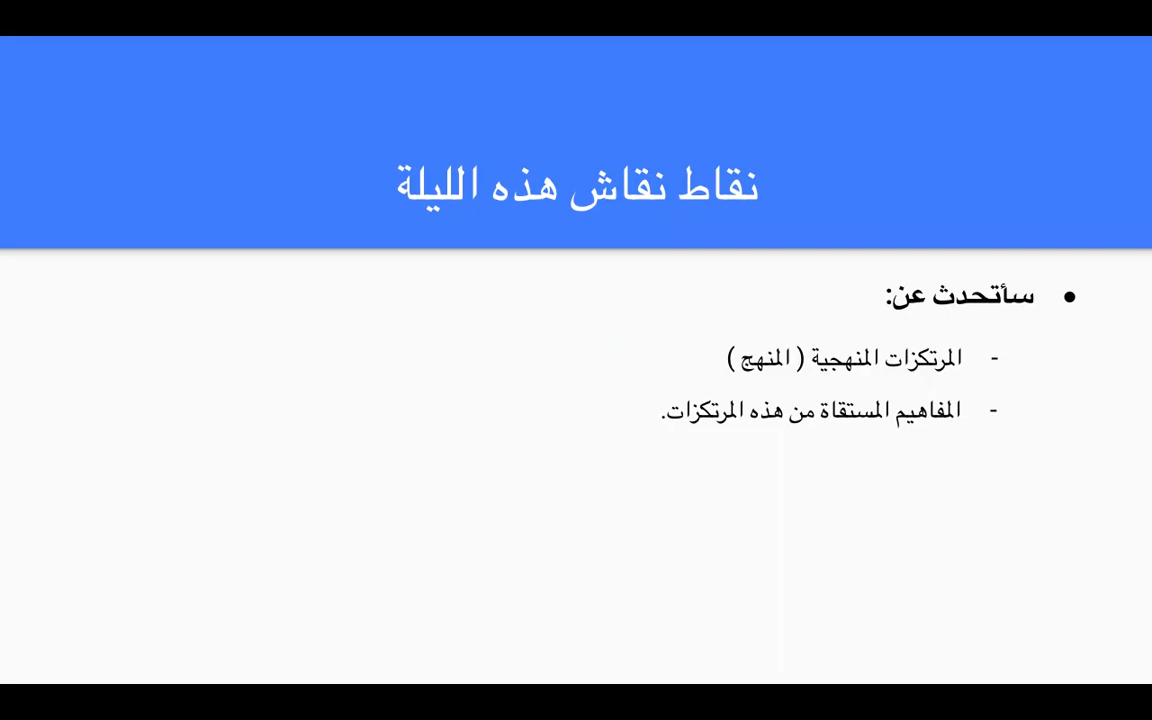 نقاط نقاش هذه الليلة
• سأتحدث عن:
- المرتكزات المنهجية ( المنهج )
- المفاهيم المستقاة من هذه المرتكزات.